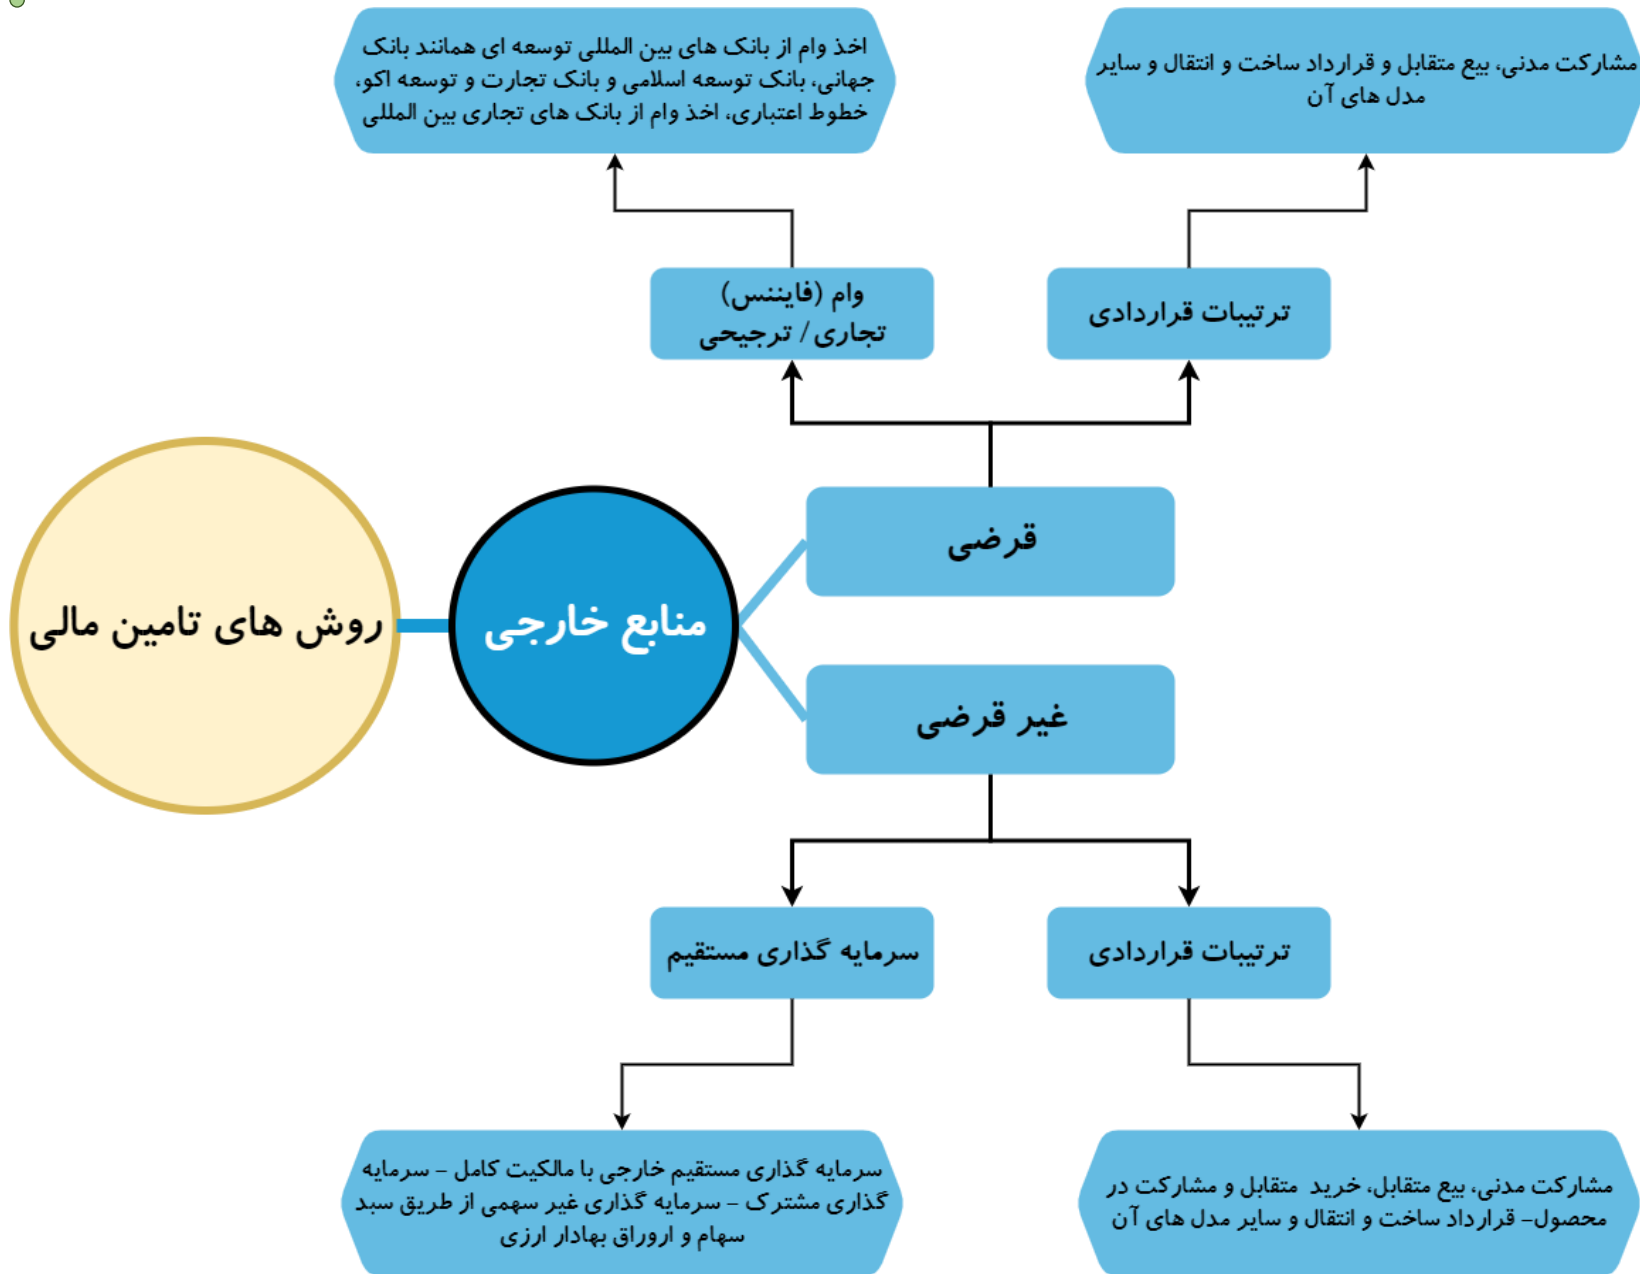 اخذ وام از بانک های بین المللی توسعه ای همانند بانک
جهانی، بانک توسعه اسلامی و بانک تجارت و توسعه اکو،
خطوط اعتباری، اخذ وام از بانک های تجاری بین المللی
مشارکت مدنی، بیع متقابل و قرارداد ساخت و انتقال و سایر
مدل های آن
وام (فایننس)
تجاری/ ترجیحی
ترتیبات قراردادی
قرضی
روش های تامین مالی
منابع خارجی
غیر قرضی
سرمایه گذاری مستقیم
ترتیبات قراردادی
سرمایه گذاری مستقیم خارجی با مالکیت کامل – سرمایه
گذاری مشترک – سرمایه گذاری غیر سهمی از طریق سبد
سهام و اروراق بهادار ارزی
مشارکت مدنی، بیع متقابل، خرید متقابل و مشارکت در
محصول– قرارداد ساخت و انتقال و سایر مدل های آن